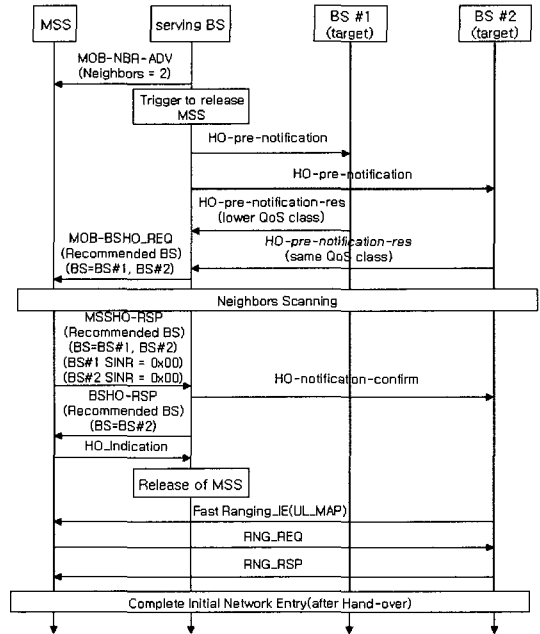 MSS
serving BS
BS #1
(target)
BS #2
(target)
MOB-NBR-ADV
(Neighbors = 2)
Trigger to release
MSS
HO-pre-notification
HO-pre-notification
HO-pre-notification-res
(lower QoS class)
MOB-BSHO_REQ
(Recommended BS)
(BS=BS#1, BS#2)
HO-pre-notification-res
(same QoS class)
Neighbors Scanning
MSSHO-RSP
(Recommended BS)
(BS=BS#1, BS#2)
(BS#1 SINR = 0x00)
(BS#2 SINR = 0x00)
HO-notification-confirm
BSHO-RSP
(Recommended BS)
(BS=BS#2)
HO_Indication
Release of MSS
Fast Ranging_IE(UL_MAP)
RNG_REQ
RNG_RSP
Complete Initial Network Entry(after Hand-over)